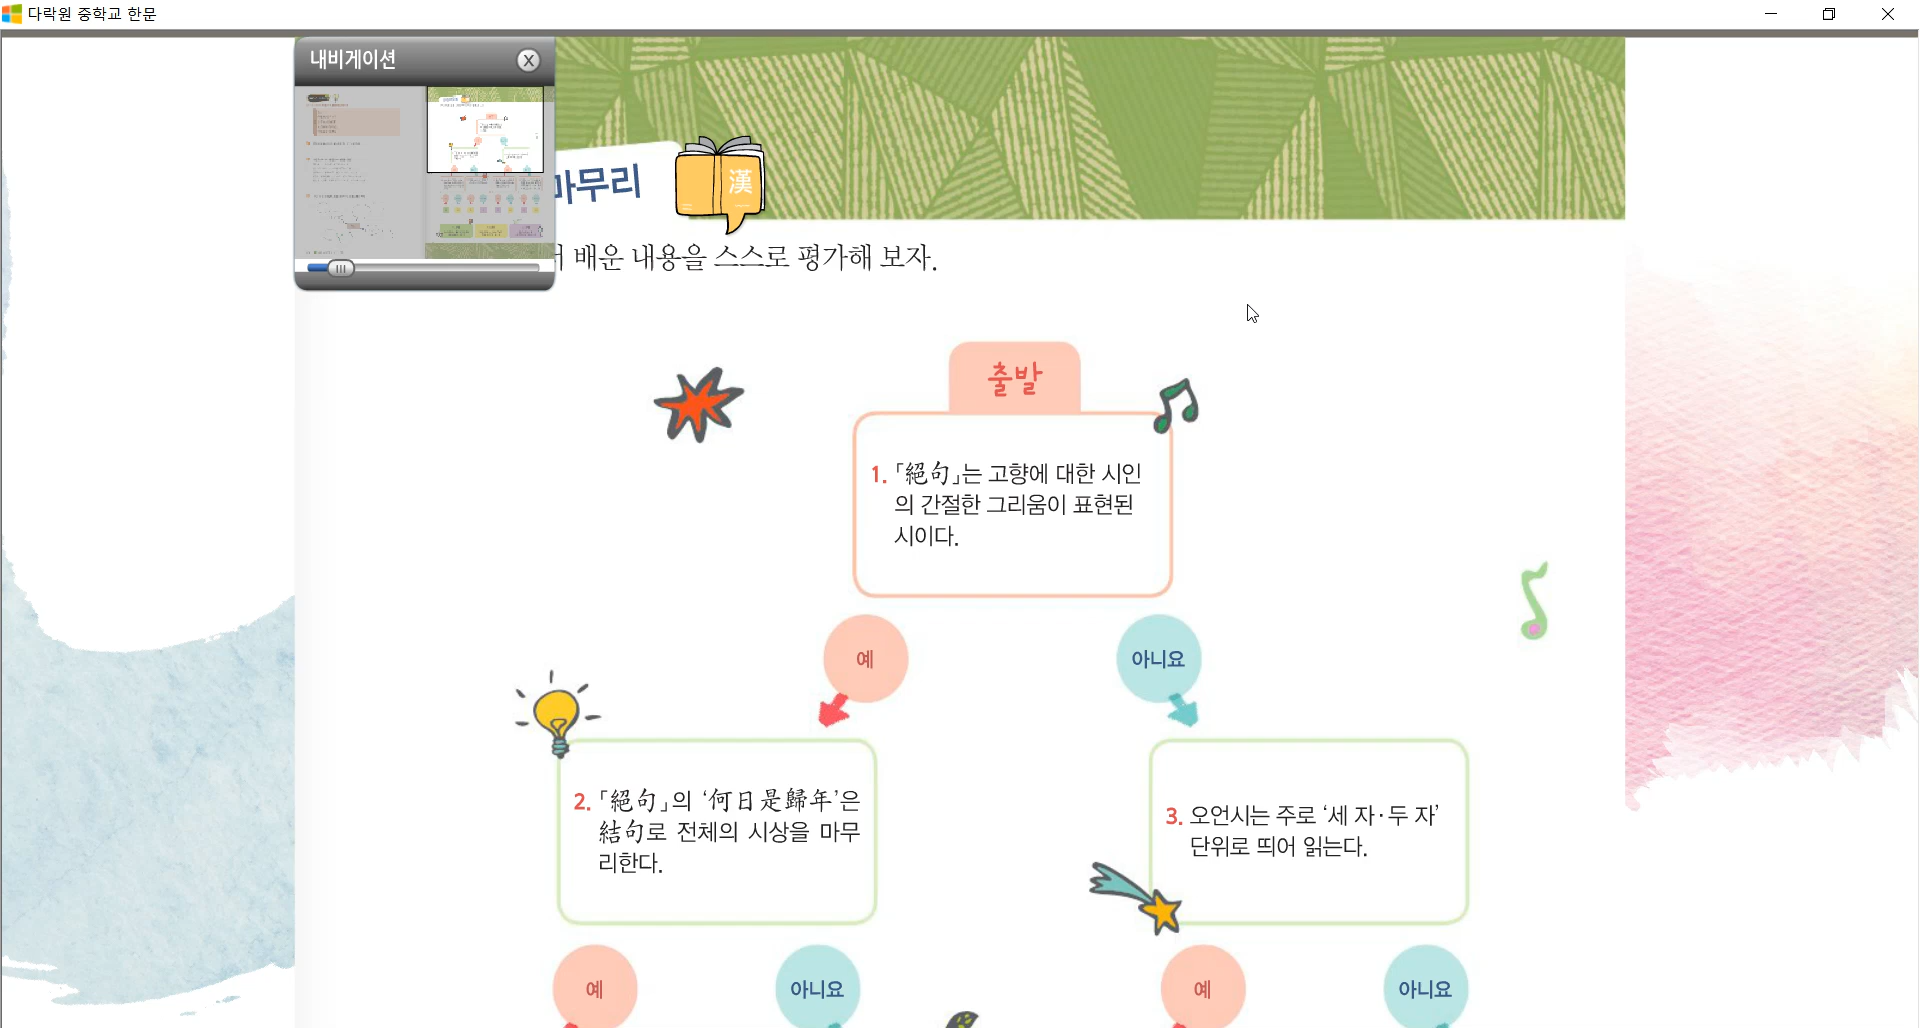 다락원 중학교 한문
내비게이션
마무리
漢
배운 내용을 스스로 평가해 보자.
출발
1. 「絕句」는 고향에 대한 시인
의 간절한 그리움이 표현된
시이다.
예
아니요
2. 「絕句」의 ‘何日是歸年’은
結句로 전체의 시상을 마무
리한다.
3. 오언시는 주로 ‘세 자·두 자’
단위로 띄어 읽는다.
예
아니요
예
아니요